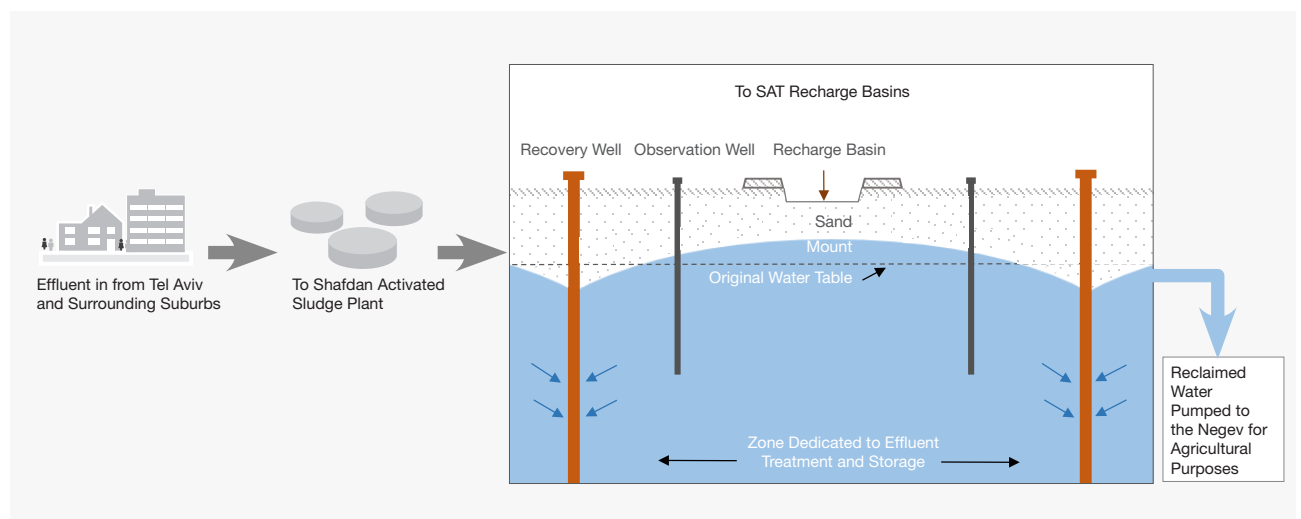 To SAT Recharge Basins
Recovery Well
Observation Well
Recharge Basin
Sand
Mount
Original Water Table
Effluent in from Tel Aviv
and Surrounding Suburbs
To Shafdan Activated
Sludge Plant
Zone Dedicated to Effluent
Treatment and Storage
Reclaimed
Water
Pumped to
the Negev for
Agricultural
Purposes